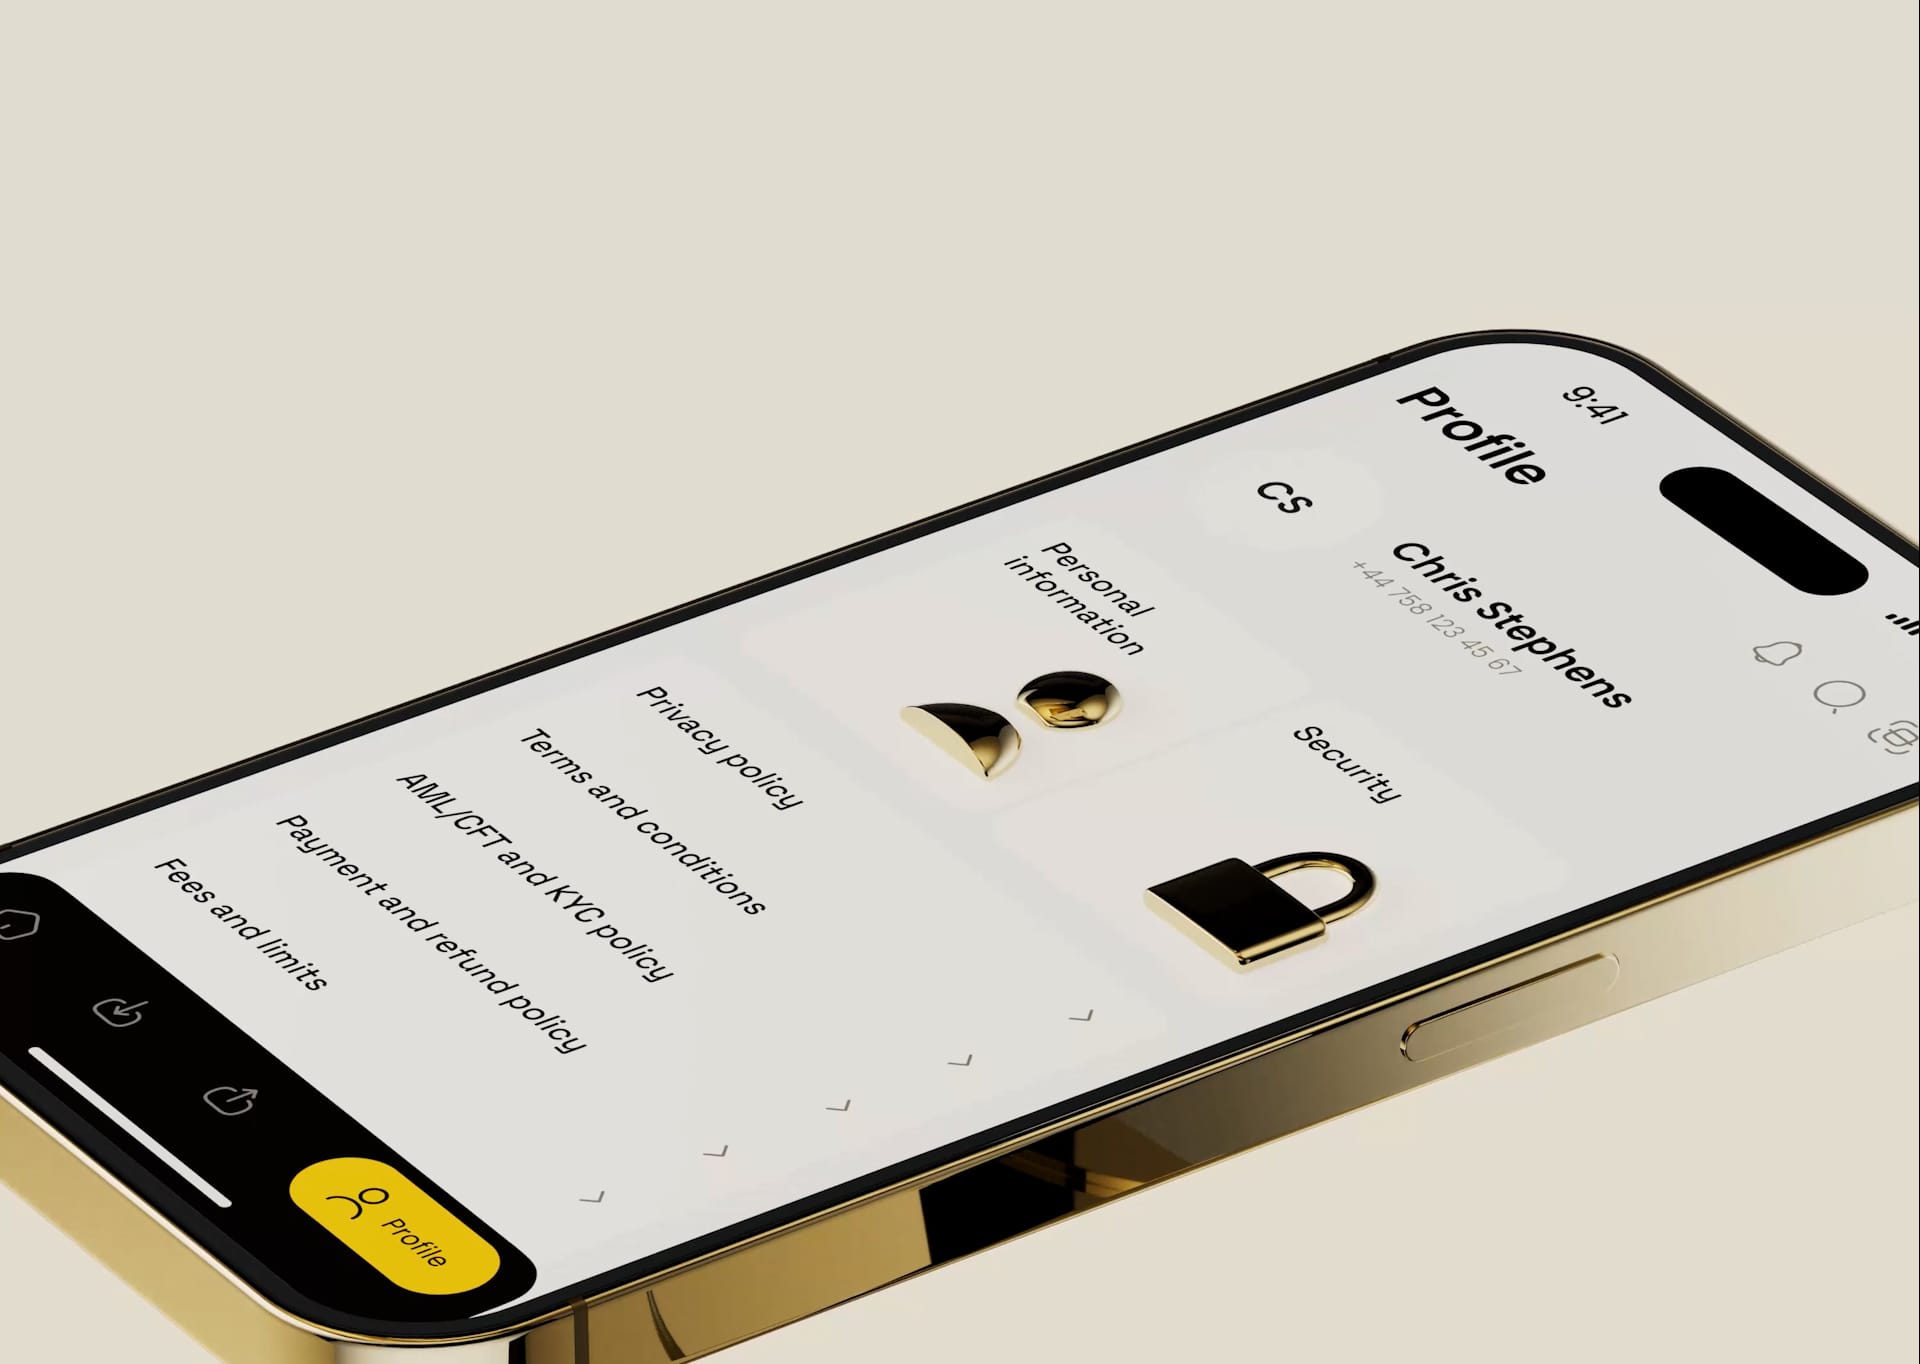 9:41
Profile
CS
Chris Stephens
+44 758 123 45 67
Personal
information
Security
Privacy policy
Terms and conditions
AML/CFT and KYC policy
Payment and refund policy
Fees and limits
Profile